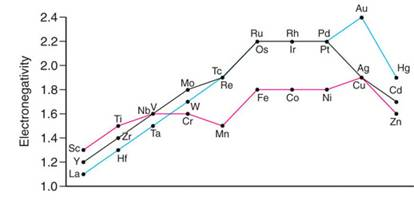 Electronegativity
2.4
2.2
2.0
1.8
1.6
1.4
1.2
1.0
Sc
Y
La
Ti
Zr
Hf
Nb
V
Ta
Mo
W
Cr
Tc
Re
Mn
Ru
Os
Fe
Rh
Ir
Co
Pd
Pt
Ni
Au
Ag
Cu
Hg
Cd
Zn